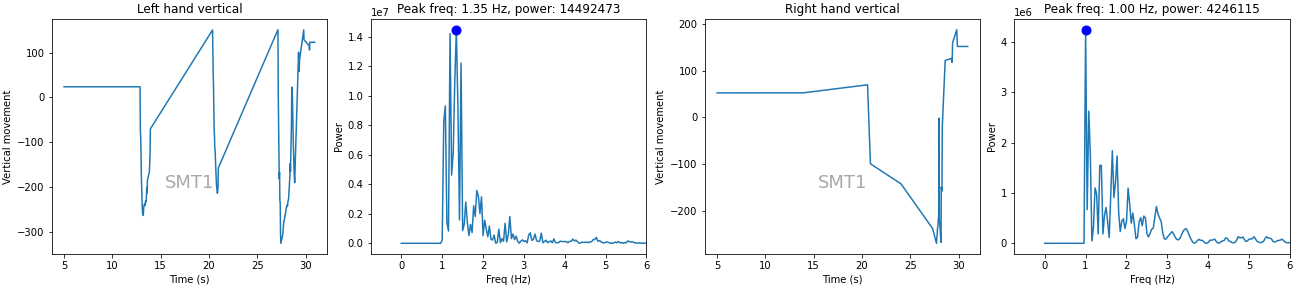 Left hand vertical
Vertical movement
100
0
−100
−200
−300
SMT1
5 10 15 20 25 30
Time (s)
1e7
Peak freq: 1.35 Hz, power: 14492473
Power
1.4
1.2
1.0
0.8
0.6
0.4
0.2
0.0
0 1 2 3 4 5 6
Freq (Hz)
Right hand vertical
Vertical movement
200
100
0
−100
−200
SMT1
5 10 15 20 25 30
Time (s)
1e6
Peak freq: 1.00 Hz, power: 4246115
Power
4
3
2
1
0
0 1 2 3 4 5 6
Freq (Hz)